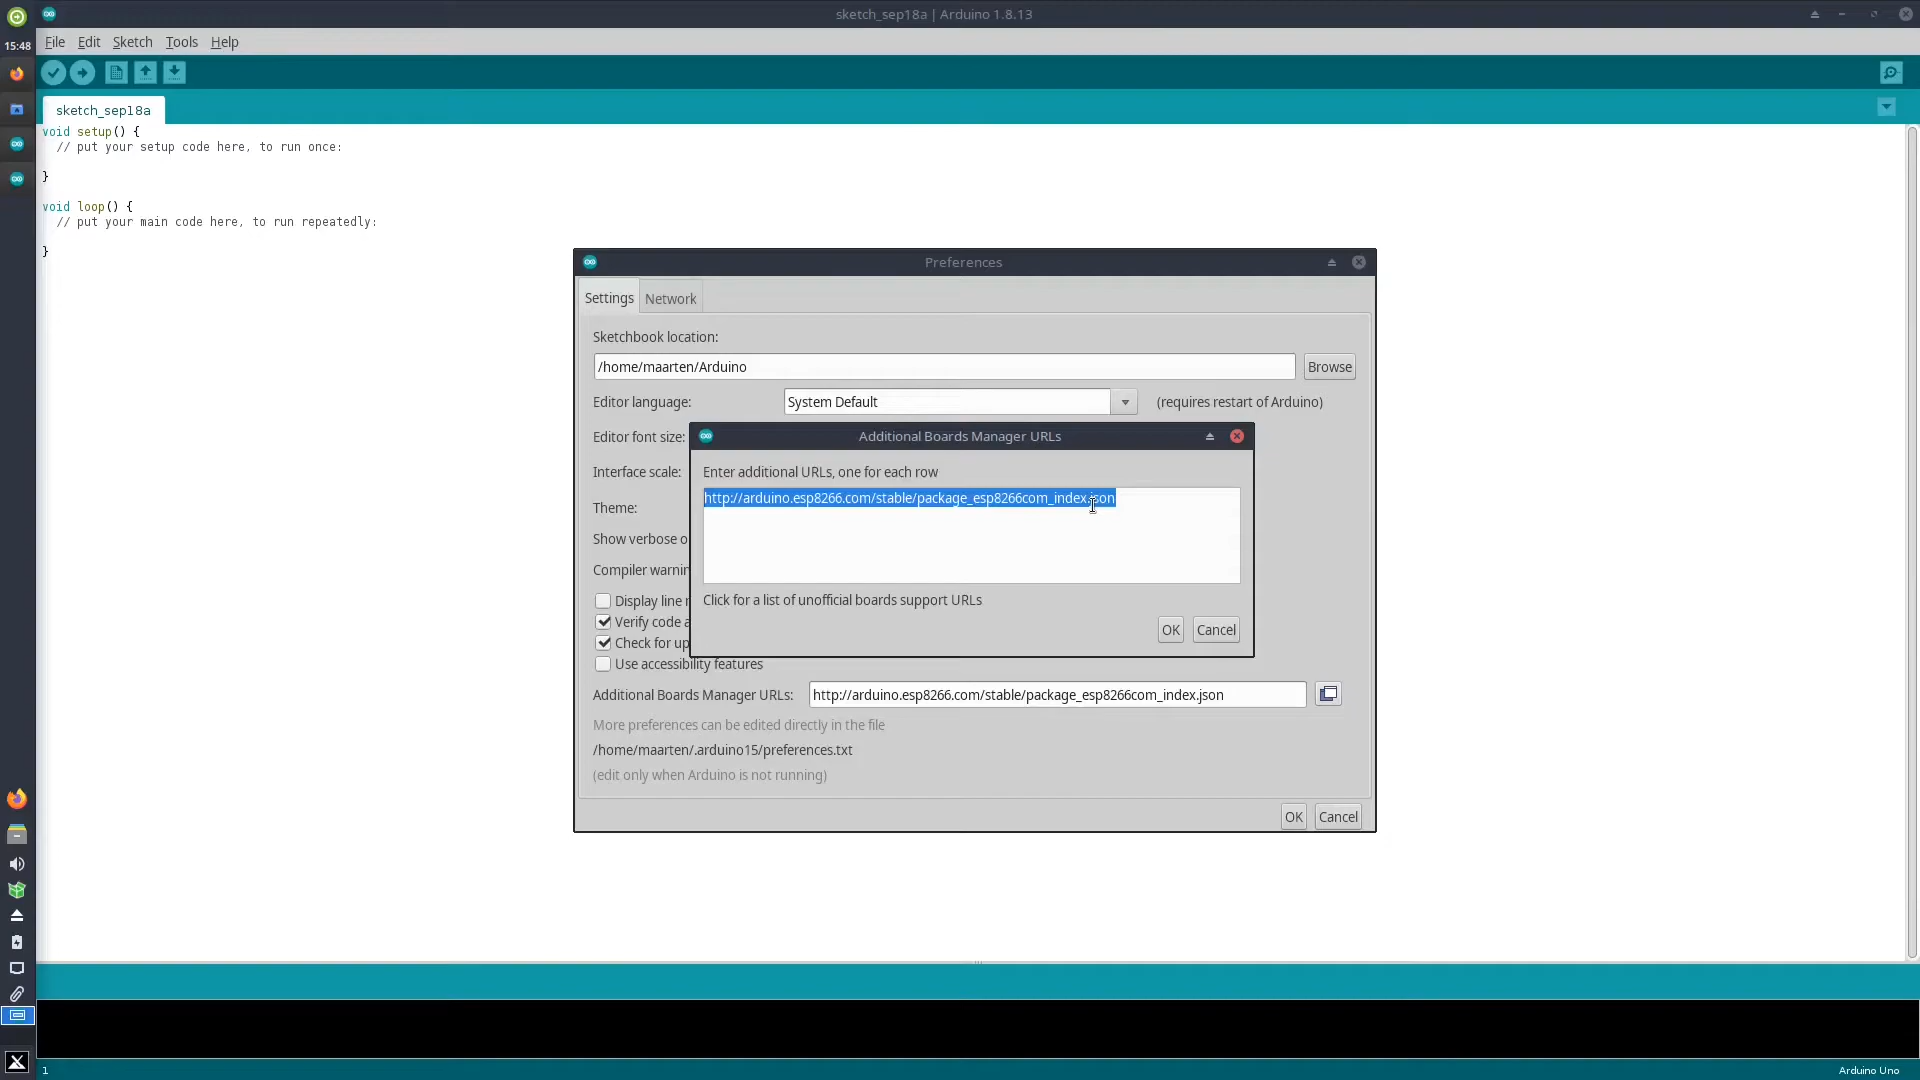 sketch_sep18a | Arduino 1.8.13
15:48
File Edit Sketch Tools Help
sketch_sep18a
void setup() {
// put your setup code here, to run once:
}
void loop() {
// put your main code here, to run repeatedly:
}
Preferences
Settings Network
Sketchbook location:
/home/maarten/Arduino Browse
Editor language: System Default (requires restart of Arduino)
Editor font size:
Interface scale:
Theme:
Show verbose o
Compiler warnin
Additional Boards Manager URLs
Enter additional URLs, one for each row
http://arduino.esp8266.com/stable/package_esp8266com_index.json
Click for a list of unofficial boards support URLs
OK Cancel
Display line
Verify code a
Check for up
Use accessibility features
Additional Boards Manager URLs: http://arduino.esp8266.com/stable/package_esp8266com_index.json
More preferences can be edited directly in the file
/home/maarten/.arduino15/preferences.txt
(edit only when Arduino is not running)
OK Cancel
1
Arduino Uno